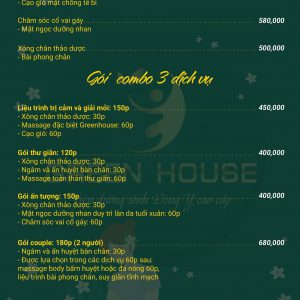 - Cạo gió mật chống tê bì
Chăm sóc cổ vai gáy 580,000
- Mật ngọc dưỡng nhan
Xông chân thảo dược 500,000
- Bài phong chân
Gói combo 3 dịch vụ
Liệu trình trị cảm và giải mỏi: 150p 450,000
- Xông chân thảo dược: 30p
- Massage đặc biệt Greenhouse: 60p
- Cạo gió: 60p
Gói thư giãn: 120p 400,000
- Ngâm và ấn huyệt bàn chân: 30p
- Xông chân thảo dược: 30p
- Massage toàn thân thư giãn: 60p
GREEN HOUSE
Gói ấn tượng: 150p 400,000
- Xông chân thảo dược: 30p
- Mặt ngọc dưỡng nhan duy trì làn da tuổi xuân: 60p
- Chăm sóc cổ vai gáy: 60p
Gói couple: 180p (2 người) 680,000
- Ngâm và ấn huyệt bàn chân: 30p
- Được lựa chọn trong các dịch vụ 60p sau:
massage body bấm huyệt hoặc đá nóng 60p,
liệu trình bài phong chân, suy giãn tĩnh mạch